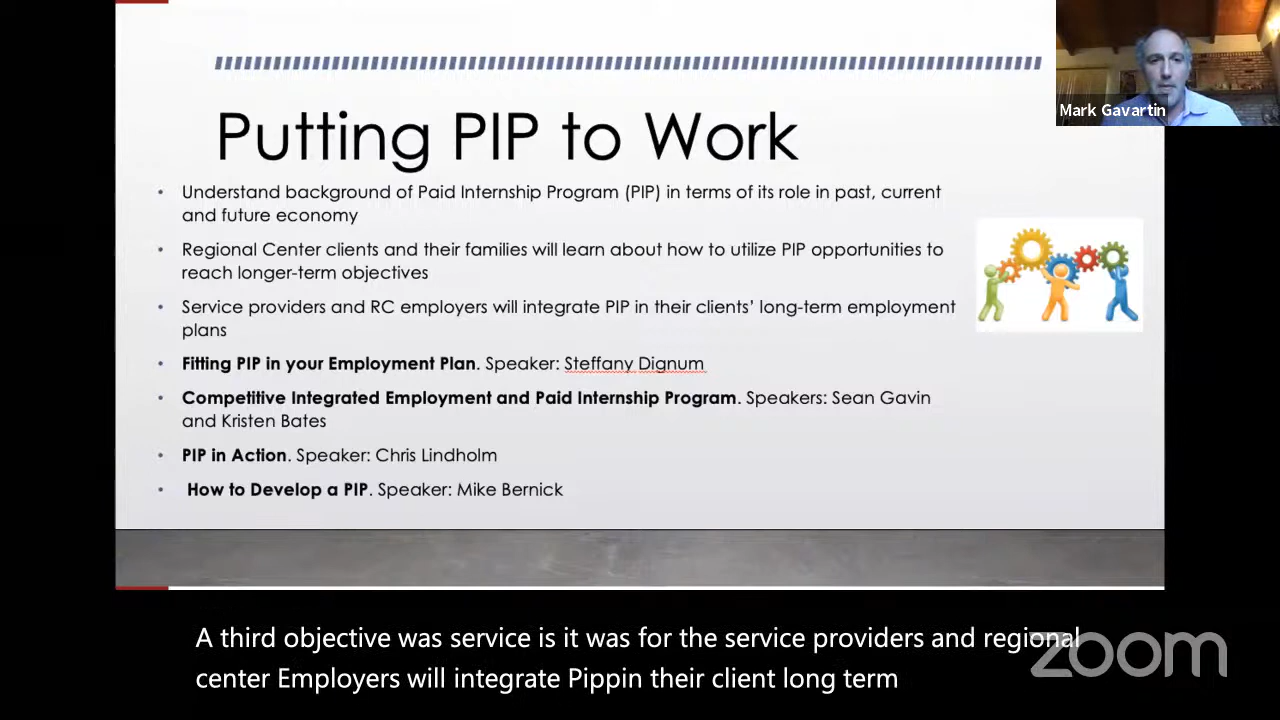 Putting PIP to Work
Mark Gavartin
• Understand background of Paid Internship Program (PIP) in terms of its role in past, current
and future economy
• Regional Center clients and their families will learn about how to utilize PIP opportunities to
reach longer-term objectives
• Service providers and RC employers will integrate PIP in their clients’ long-term employment
plans
• Fitting PIP in your Employment Plan. Speaker: Steffany Dignum
• Competitive Integrated Employment and Paid Internship Program. Speakers: Sean Gavin
and Kristen Bates
• PIP in Action. Speaker: Chris Lindholm
• How to Develop a PIP. Speaker: Mike Bernick
A third objective was service is it was for the service providers and regional
center Employers will integrate Pippin their client long term
zoom